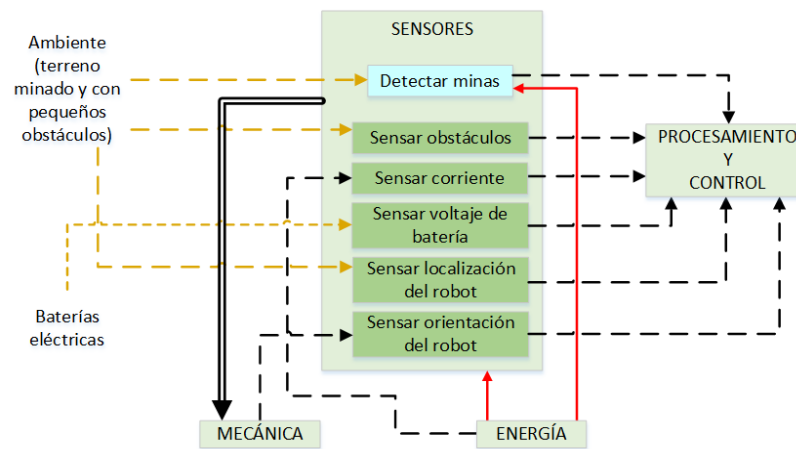 Ambiente
(terreno
minado y con
pequeños
obstáculos)
Baterías
eléctricas
SENSORES
Detectar minas
Sensar obstáculos
Sensar corriente
Sensar voltaje de
batería
Sensar localización
del robot
Sensar orientación
del robot
PROCESAMIENTO
Y
CONTROL
MECÁNICA
ENERGÍA